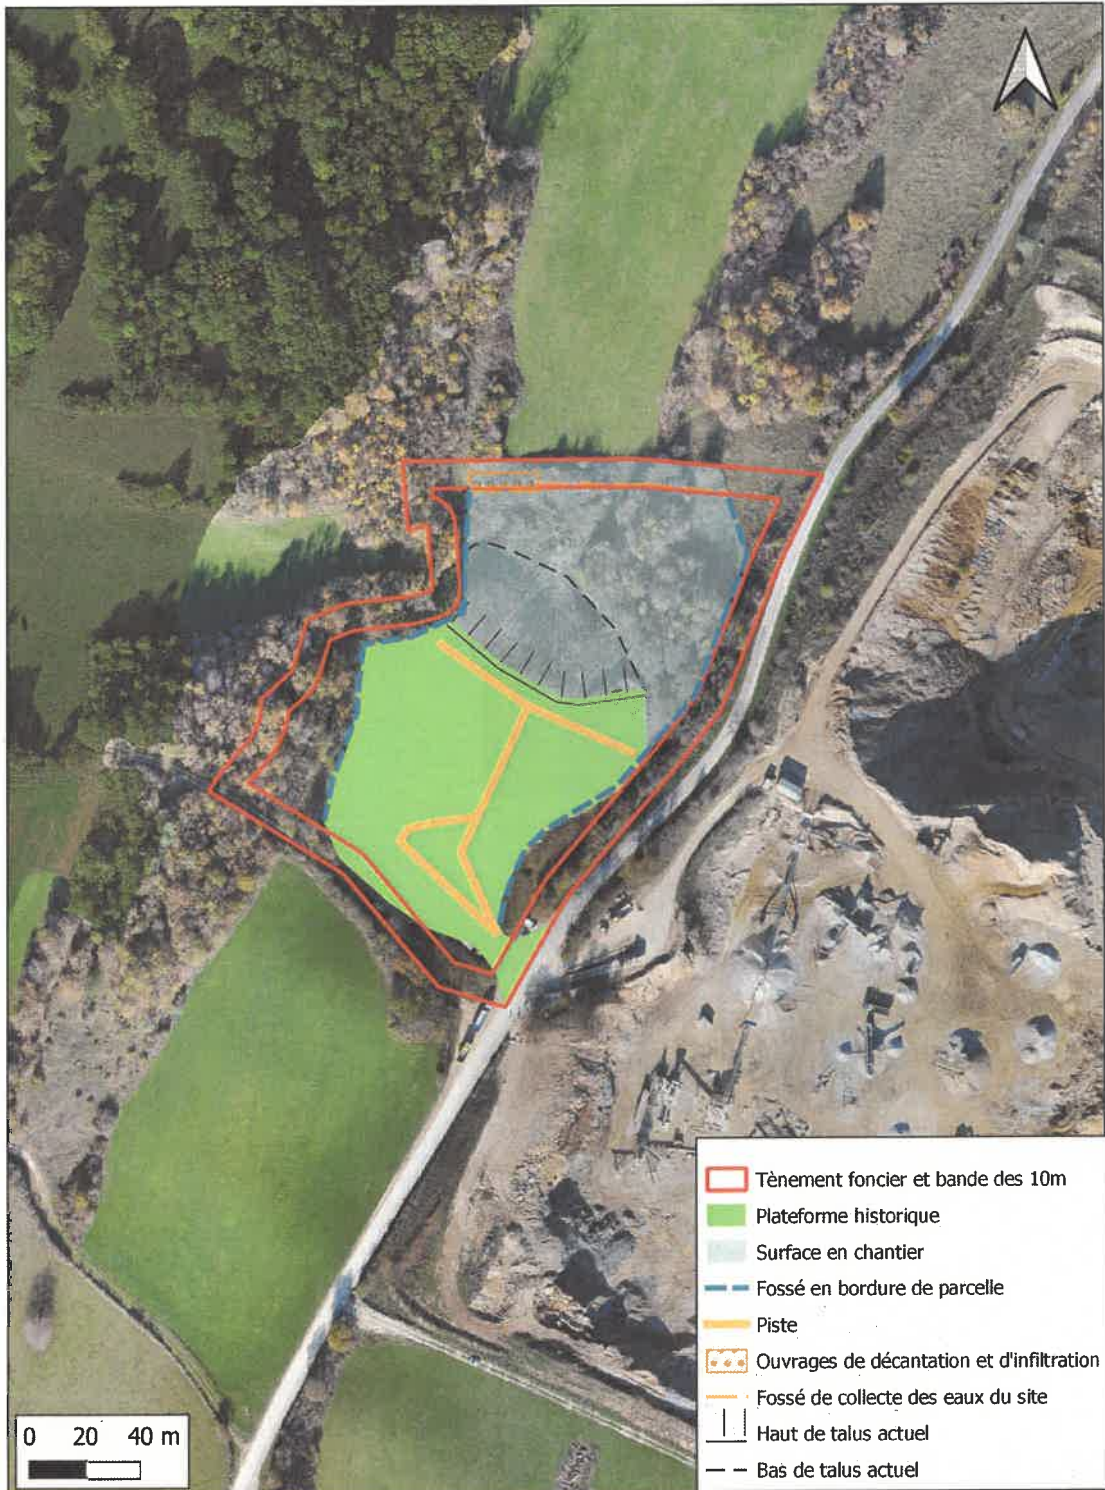 Tènement foncier et bande des 10m
Plateforme historique
Surface en chantier
Fossé en bordure de parcelle
Piste
Ouvrages de décantation et d'infiltration
Fossé de collecte des eaux du site
Haut de talus actuel
Bas de talus actuel
0 20 40 m